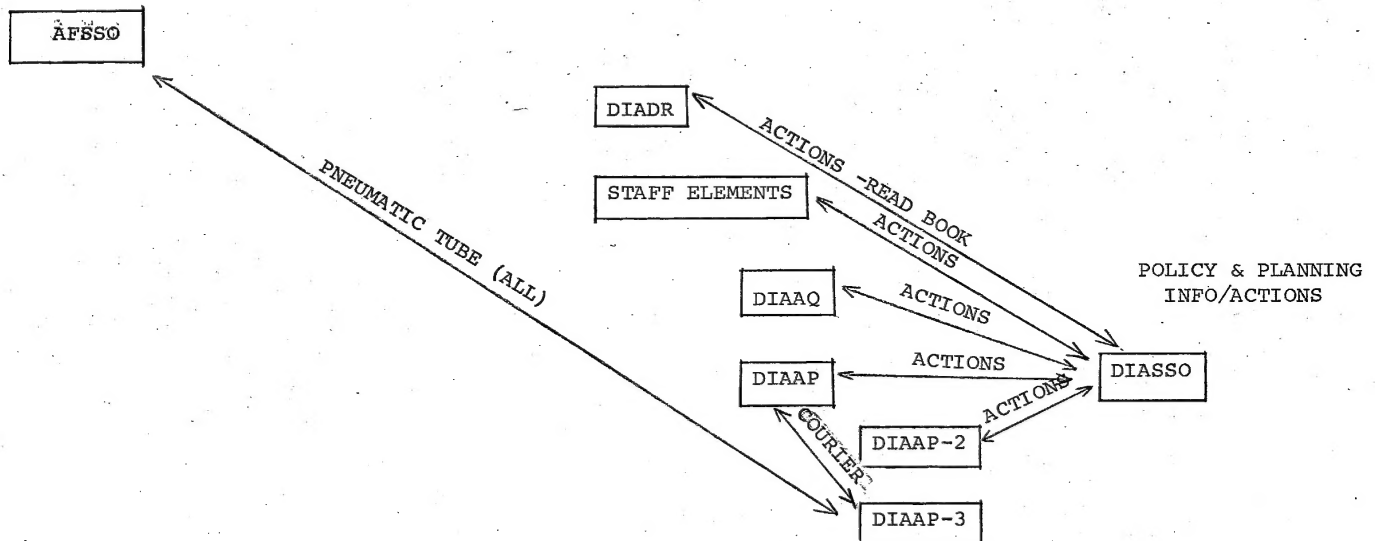 AFSSO
DIADR
ACTIONS -READ BOOK
STAFF ELEMENTS
ACTIONS
PNEUMATIC TUBE (ALL)
POLICY & PLANNING
INFO/ACTIONS
DIAAQ
ACTIONS
DIAAP
ACTIONS
DIASSO
ACTIONS
COURIER
DIAAP-2
DIAAP-3